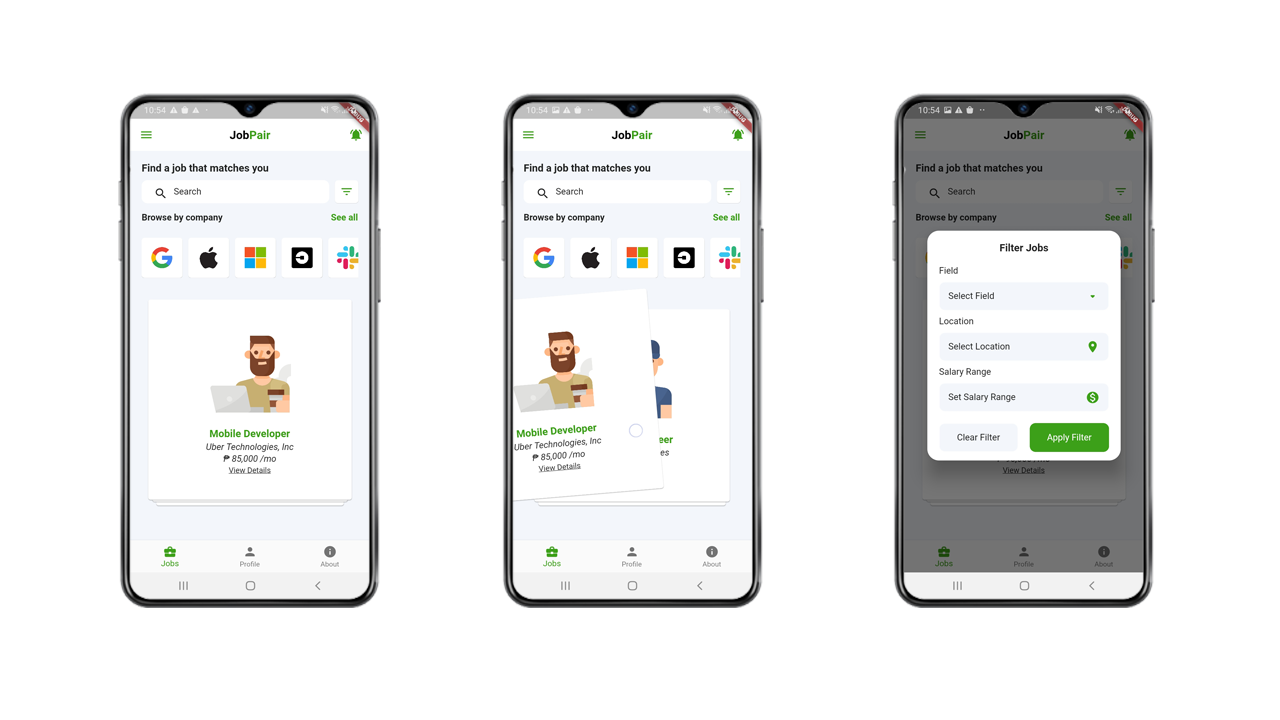 10:54
JobPair
Find a job that matches you
Search
Browse by company See all
Mobile Developer
Uber Technologies, Inc
₱ 85,000 /mo
View Details
Jobs Profile About
10:54
JobPair
Find a job that matches you
Search
Browse by company See all
Mobile Developer
Uber Technologies, Inc
₱ 85,000 /mo
View Details
eer
es
Jobs Profile About
10:54
JobPair
Find a job that matches you
Search
Browse by company See all
Filter Jobs
Field
Select Field
Location
Select Location
Salary Range
Set Salary Range
Clear Filter Apply Filter
View Details
Jobs Profile About